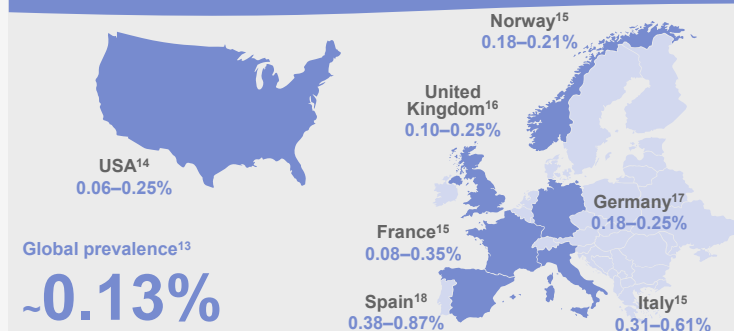 Norway¹⁵
0.18–0.21%
United
Kingdom¹⁶
0.10–0.25%
USA¹⁴
0.06–0.25%
Germany¹⁷
0.18–0.25%
France¹⁵
0.08–0.35%
Global prevalence¹³
~0.13%
Spain¹⁸
0.38–0.87%
Italy¹⁵
0.31–0.61%